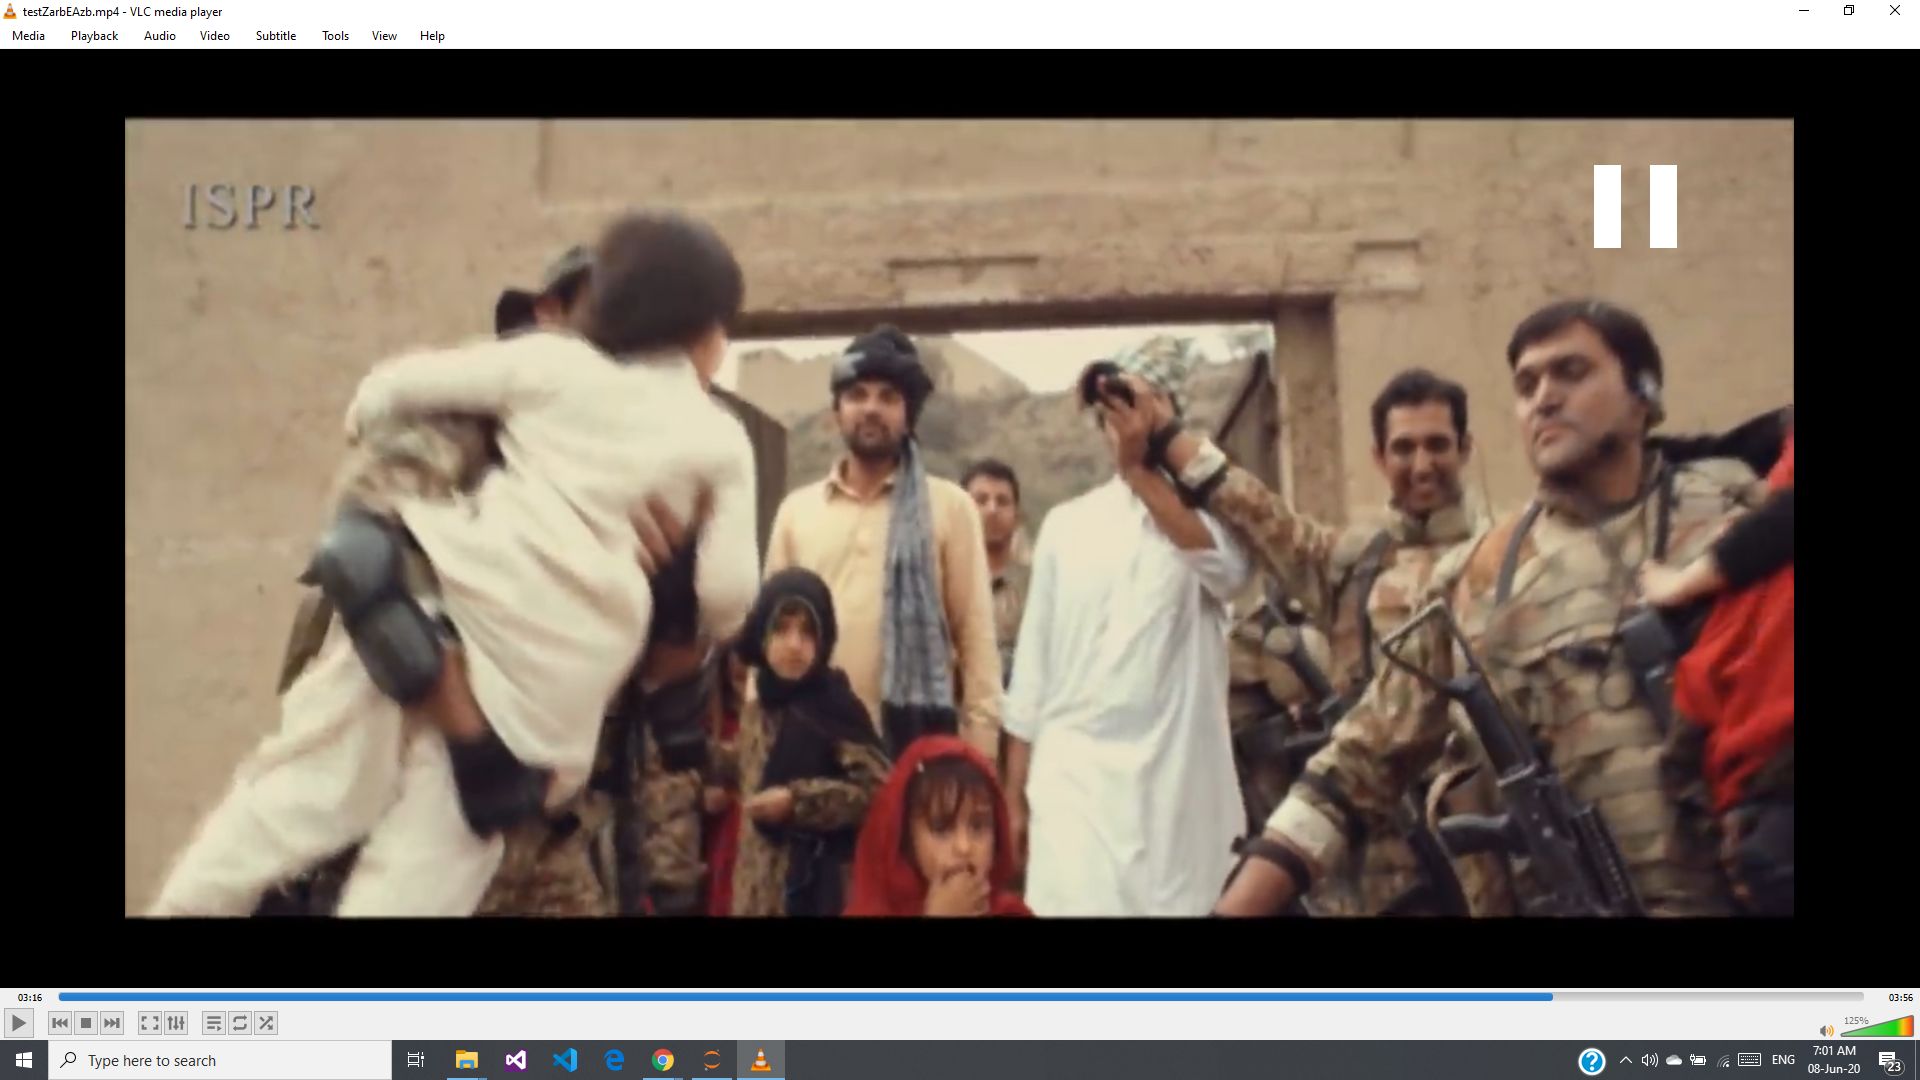 testZarbEAzb.mp4 - VLC media player
Media Playback Audio Video Subtitle Tools View Help
ISPR
03:16
03:56
125%
Type here to search
ENG
7:01 AM
08-Jun-20
23